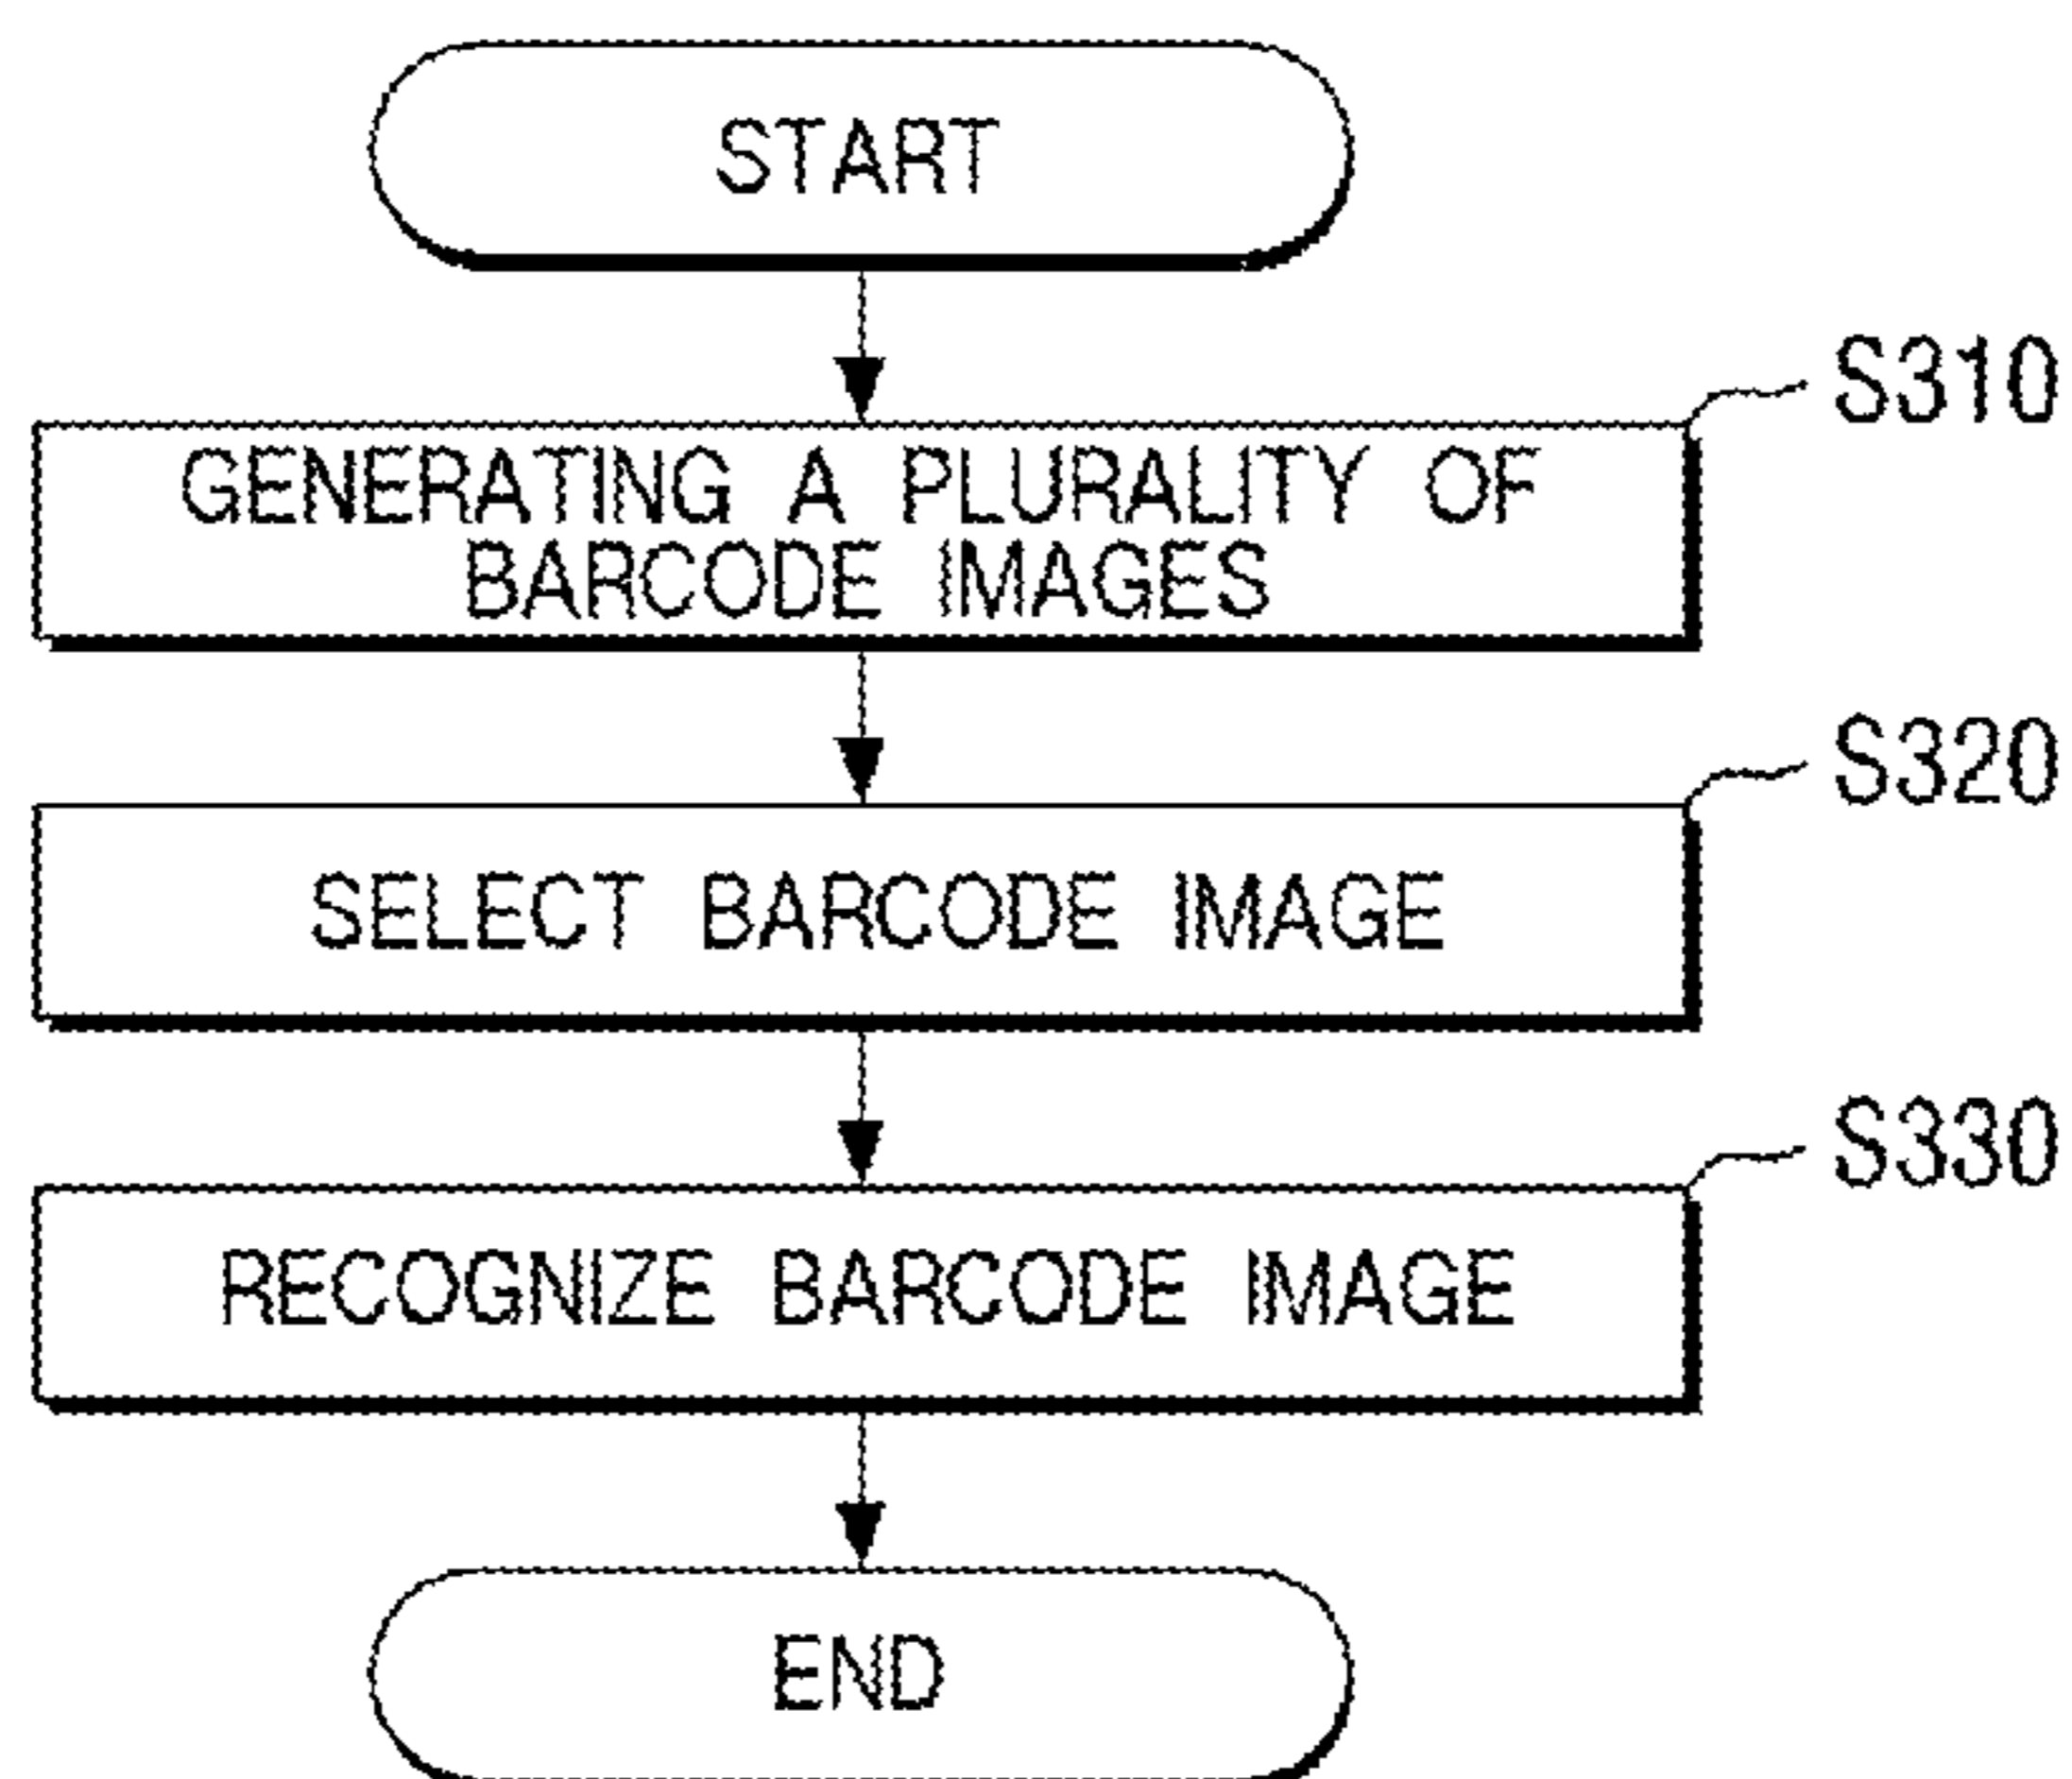 START
S310
GENERATING A PLURALITY OF
BARCODE IMAGES
S320
SELECT BARCODE IMAGE
S330
RECOGNIZE BARCODE IMAGE
END